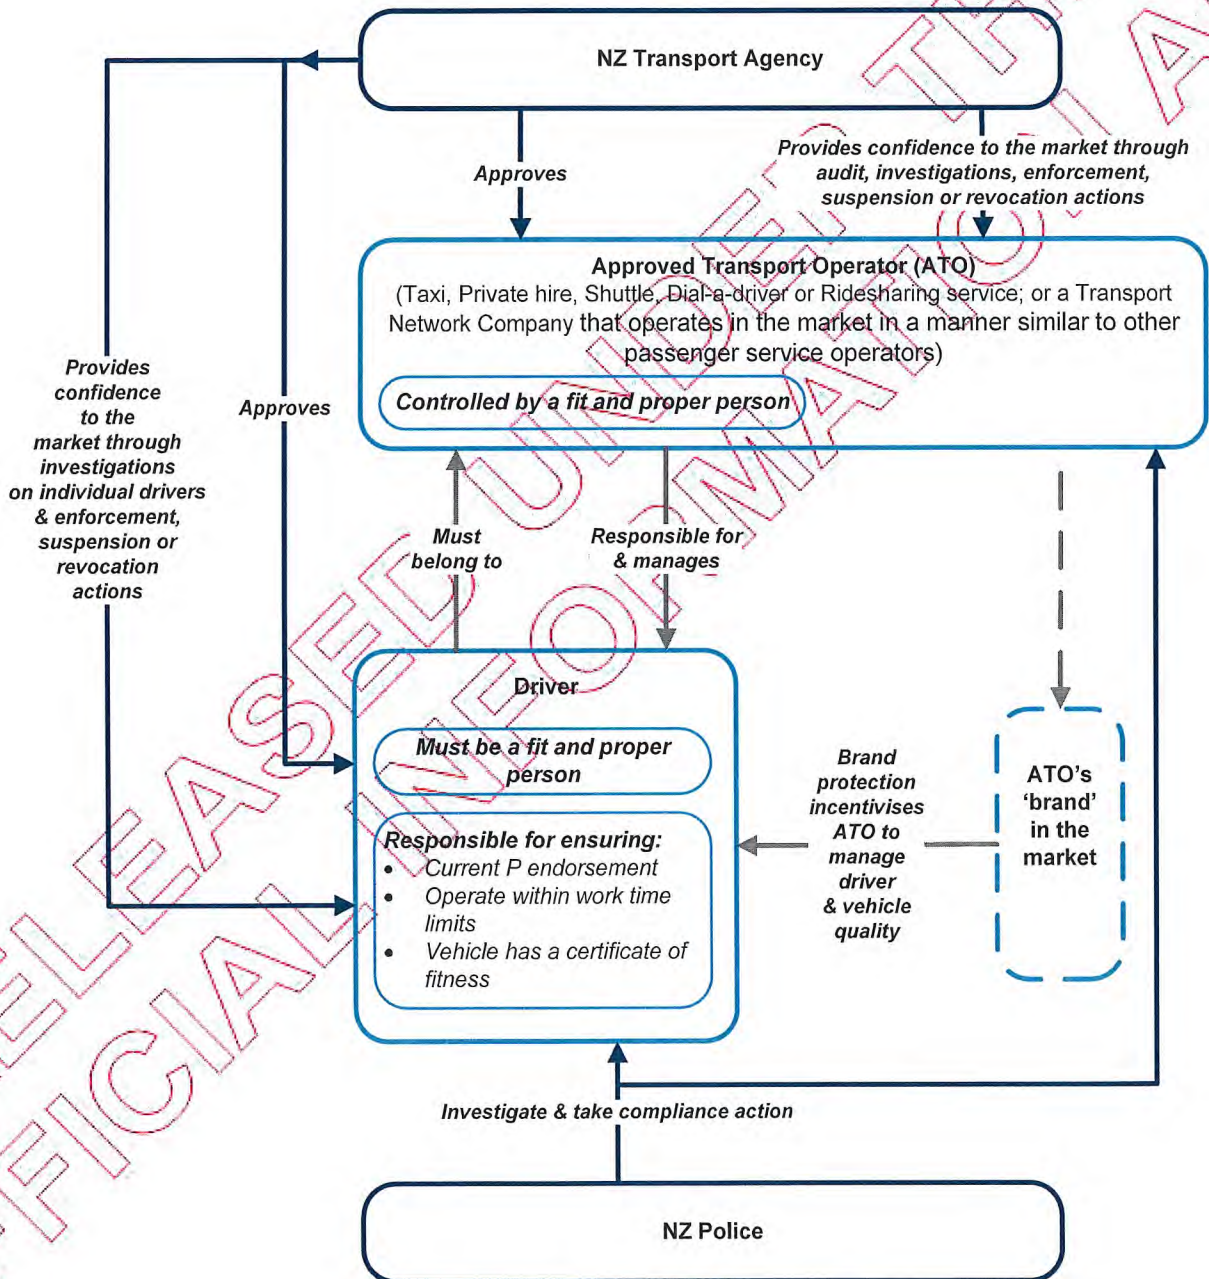 NZ Transport Agency
Approves
Provides confidence to the market through
audit, investigations, enforcement,
suspension or revocation actions
Approved Transport Operator (ATO)
(Taxi, Private hire, Shuttle, Dial-a-driver or Ridesharing service; or a Transport
Network Company that operates in the market in a manner similar to other
passenger service operators)
Controlled by a fit and proper person
Provides
confidence
to the
market through
investigations
on individual drivers
& enforcement,
suspension or
revocation
actions
Approves
Must
belong to
Responsible for
& manages
Driver
Must be a fit and proper
person
Responsible for ensuring:
• Current P endorsement
• Operate within work time
limits
• Vehicle has a certificate of
fitness
Brand
protection
incentivises
ATO to
manage
driver
& vehicle
quality
ATO's
'brand'
in the
market
Investigate & take compliance action
NZ Police
RELEASED UNDER TH
OFFICIAL INFORMATION A